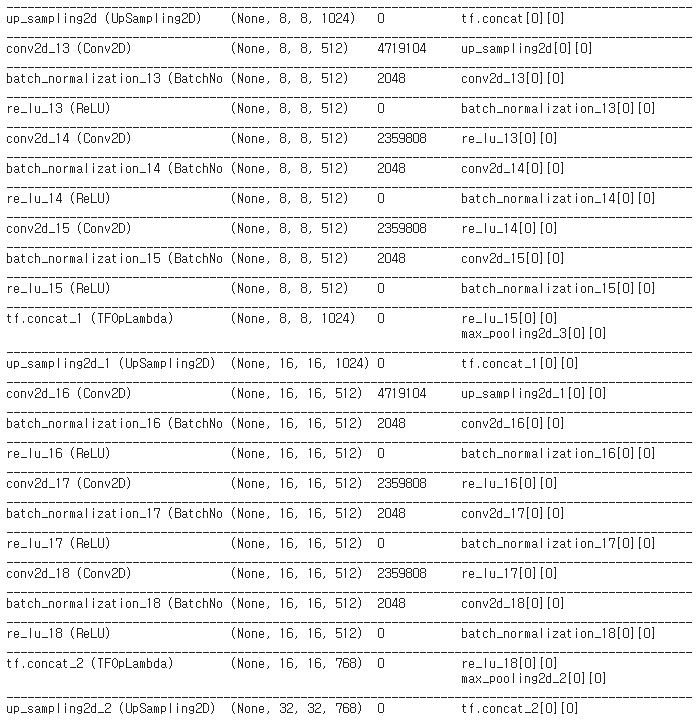 up_sampling2d (UpSampling2D) (None, 8, 8, 1024) 0 tf.concat[0][0]
conv2d_13 (Conv2D) (None, 8, 8, 512) 4719104 up_sampling2d[0][0]
batch_normalization_13 (BatchNo (None, 8, 8, 512) 2048 conv2d_13[0][0]
re_lu_13 (ReLU) (None, 8, 8, 512) 0 batch_normalization_13[0][0]
conv2d_14 (Conv2D) (None, 8, 8, 512) 2359808 re_lu_13[0][0]
batch_normalization_14 (BatchNo (None, 8, 8, 512) 2048 conv2d_14[0][0]
re_lu_14 (ReLU) (None, 8, 8, 512) 0 batch_normalization_14[0][0]
conv2d_15 (Conv2D) (None, 8, 8, 512) 2359808 re_lu_14[0][0]
batch_normalization_15 (BatchNo (None, 8, 8, 512) 2048 conv2d_15[0][0]
re_lu_15 (ReLU) (None, 8, 8, 512) 0 batch_normalization_15[0][0]
tf.concat_1 (TFOpLambda) (None, 8, 8, 1024) 0 re_lu_15[0][0]
max_pooling2d_3[0][0]
up_sampling2d_1 (UpSampling2D) (None, 16, 16, 1024) 0 tf.concat_1[0][0]
conv2d_16 (Conv2D) (None, 16, 16, 512) 4719104 up_sampling2d_1[0][0]
batch_normalization_16 (BatchNo (None, 16, 16, 512) 2048 conv2d_16[0][0]
re_lu_16 (ReLU) (None, 16, 16, 512) 0 batch_normalization_16[0][0]
conv2d_17 (Conv2D) (None, 16, 16, 512) 2359808 re_lu_16[0][0]
batch_normalization_17 (BatchNo (None, 16, 16, 512) 2048 conv2d_17[0][0]
re_lu_17 (ReLU) (None, 16, 16, 512) 0 batch_normalization_17[0][0]
conv2d_18 (Conv2D) (None, 16, 16, 512) 2359808 re_lu_17[0][0]
batch_normalization_18 (BatchNo (None, 16, 16, 512) 2048 conv2d_18[0][0]
re_lu_18 (ReLU) (None, 16, 16, 512) 0 batch_normalization_18[0][0]
tf.concat_2 (TFOpLambda) (None, 16, 16, 768) 0 re_lu_18[0][0]
max_pooling2d_2[0][0]
up_sampling2d_2 (UpSampling2D) (None, 32, 32, 768) 0 tf.concat_2[0][0]